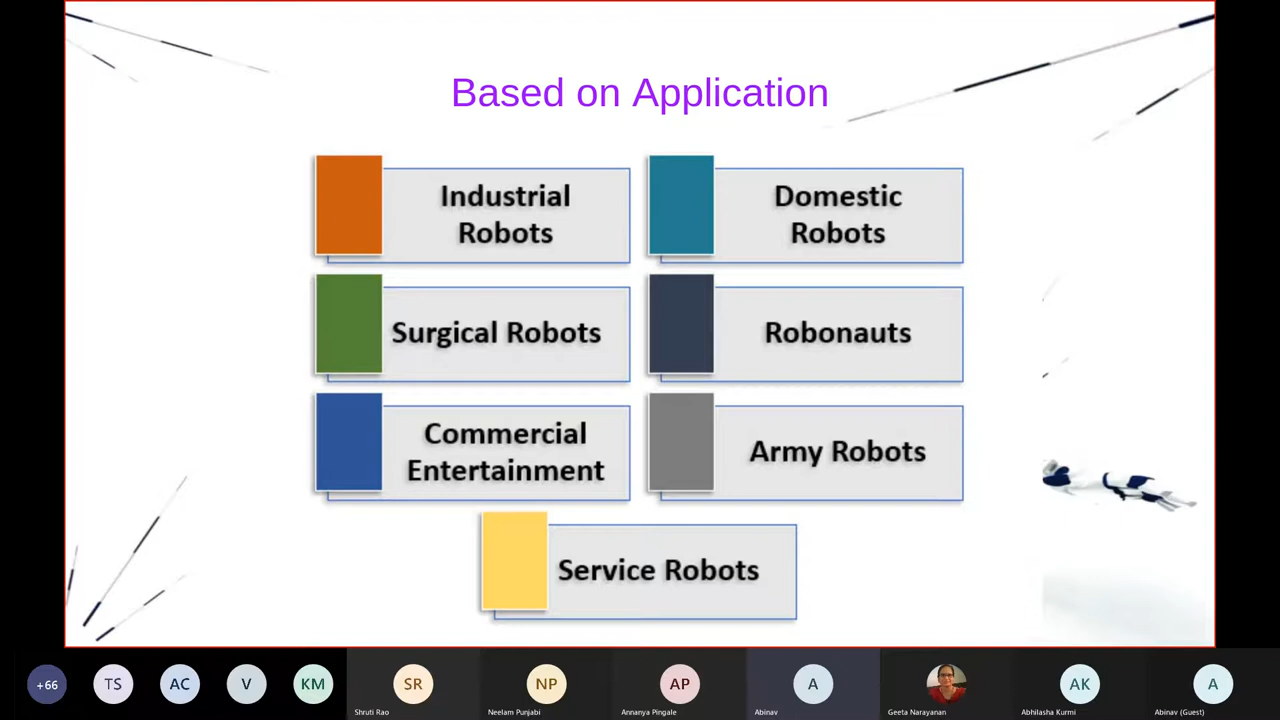 Based on Application
Industrial
Robots
Domestic
Robots
Surgical Robots
Robonauts
Commercial
Entertainment
Army Robots
Service Robots
+66
TS
AC
V
KM
SR
NP
AP
A
AK
A
Shruti Rao
Neelam Punjabi
Annanya Pingale
Abinav
Geeta Narayanan
Abhilasha Kurmi
Abinav (Guest)